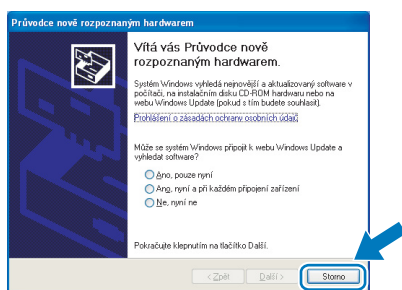 Průvodce nově rozpoznaným hardwarem
Vítá vás Průvodce nově
rozpoznaným hardwarem.
Systém Windows vyhledá nejnovější a aktualizovaný software v
počítači, na instalačním disku CD-ROM hardwaru nebo na
webu Windows Update (pokud s tím budete souhlasit).
Prohlášení o zásadách ochrany osobních údajů
Může se systém Windows připojit k webu Windows Update a
vyhledat software?
Ano, pouze nyní
Ano, nyní a při každém připojení zařízení
Ne, nyní ne
Pokračujte klepnutím na tlačítko Další.
< Zpět
Další >
Storno